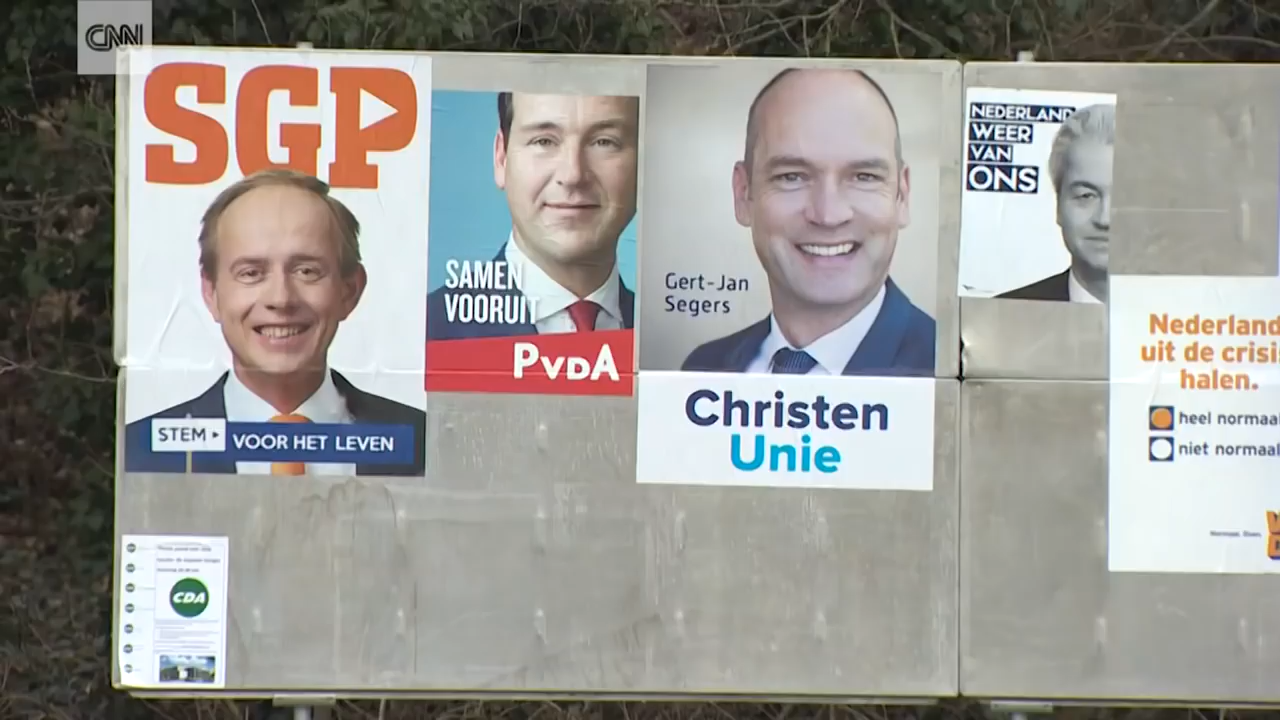 CNN
SGP
STEM
VOOR HET LEVEN
SAMEN
VOORUIT
PvdA
Gert-Jan
Segers
Christen
Unie
NEDERLAND
WEER
VAN
ONS
Nederland
uit de crisi
halen.
heel normaal
niet normaal
CDA